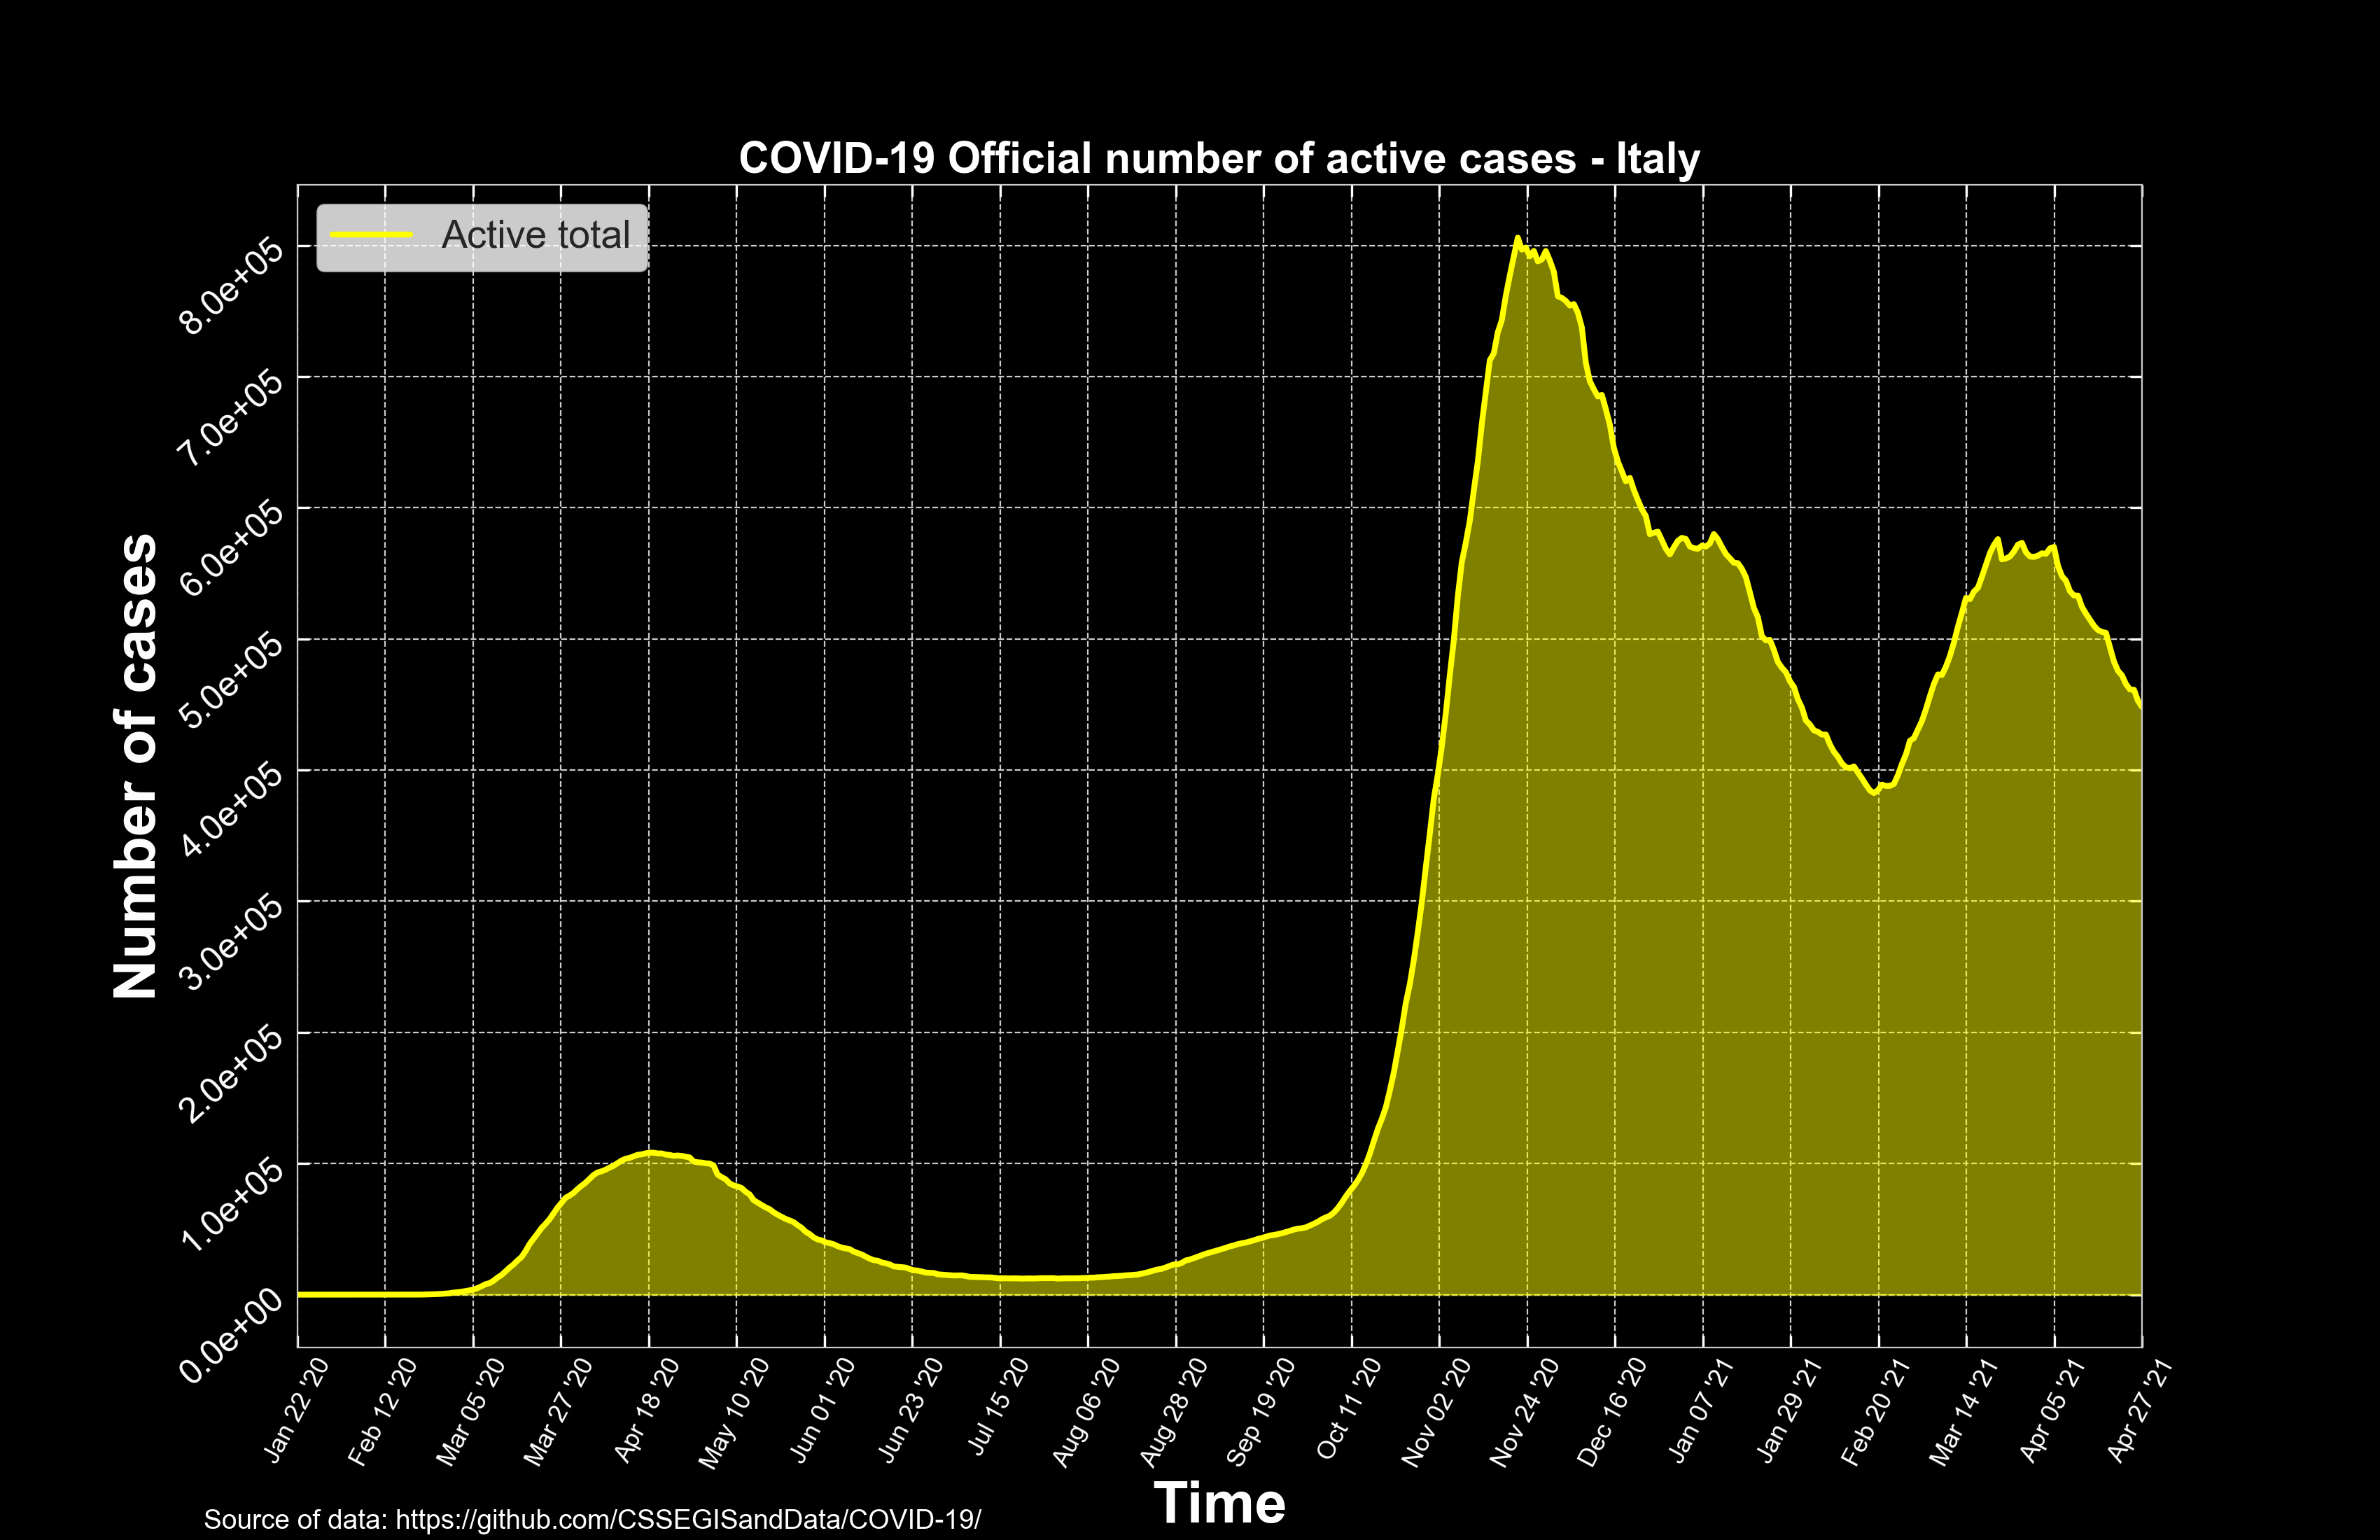 COVID-19 Official number of active cases - Italy
Active total
Number of cases
8.0e+05
7.0e+05
6.0e+05
5.0e+05
4.0e+05
3.0e+05
2.0e+05
1.0e+05
0.0e+00
Jan 22 '20
Feb 12 '20
Mar 05 '20
Mar 27 '20
Apr 18 '20
May 10 '20
Jun 01 '20
Jun 23 '20
Jul 15 '20
Aug 06 '20
Aug 28 '20
Sep 19 '20
Oct 11 '20
Nov 02 '20
Nov 24 '20
Dec 16 '20
Jan 07 '21
Jan 29 '21
Feb 20 '21
Mar 14 '21
Apr 05 '21
Apr 27 '21
Time
Source of data: https://github.com/CSSEGISandData/COVID-19/